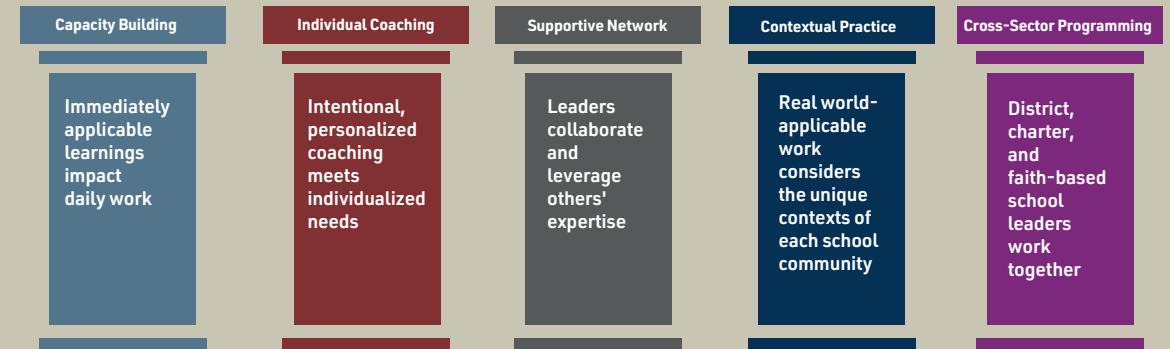 Capacity Building
Immediately
applicable
learnings
impact
daily work
Individual Coaching
Intentional,
personalized
coaching
meets
individualized
needs
Supportive Network
Leaders
collaborate
and
leverage
others'
expertise
Contextual Practice
Real world-
applicable
work
considers
the unique
contexts of
each school
community
Cross-Sector Programming
District,
charter,
and
faith-based
school
leaders
work
together